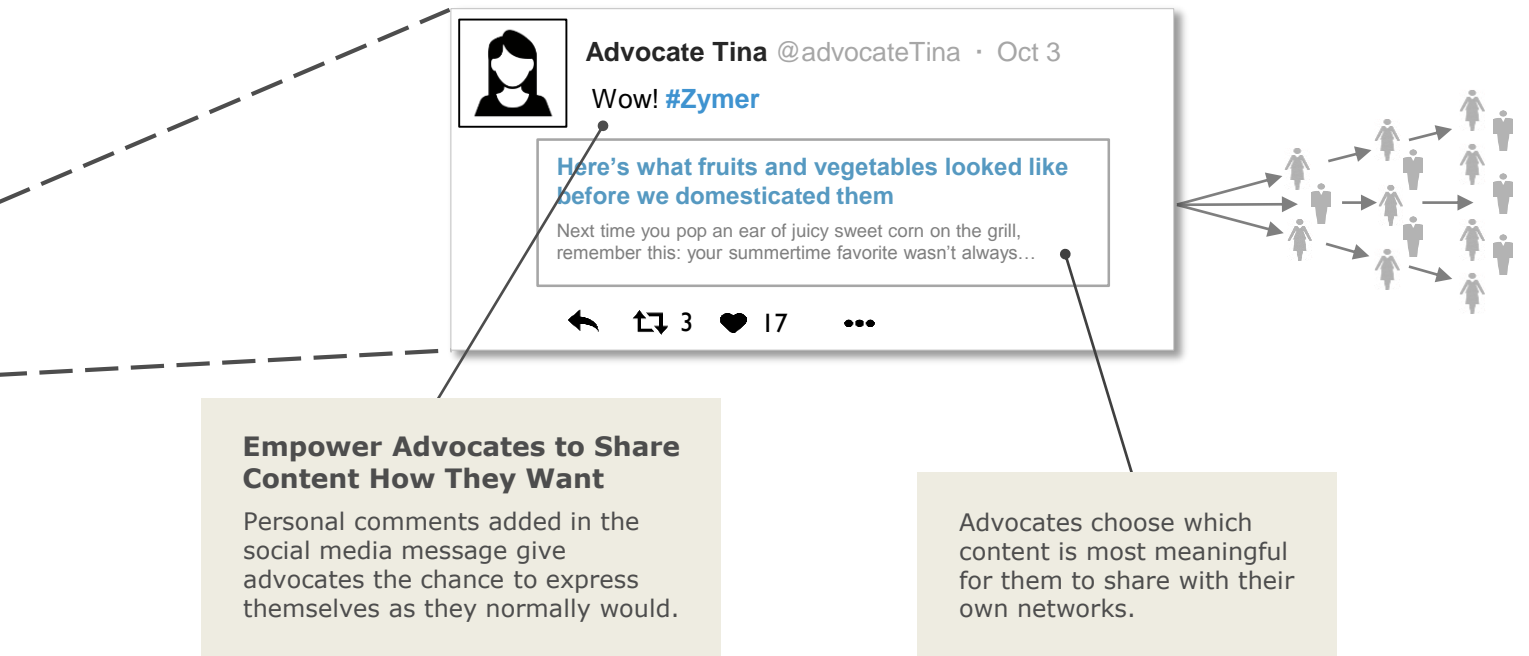 Advocate Tina @advocateTina · Oct 3
Wow! #Zymer
Here’s what fruits and vegetables looked like
before we domesticated them
Next time you pop an ear of juicy sweet corn on the grill,
remember this: your summertime favorite wasn't always…
3 17
Empower Advocates to Share
Content How They Want
Personal comments added in the
social media message give
advocates the chance to express
themselves as they normally would.
Advocates choose which
content is most meaningful
for them to share with their
own networks.